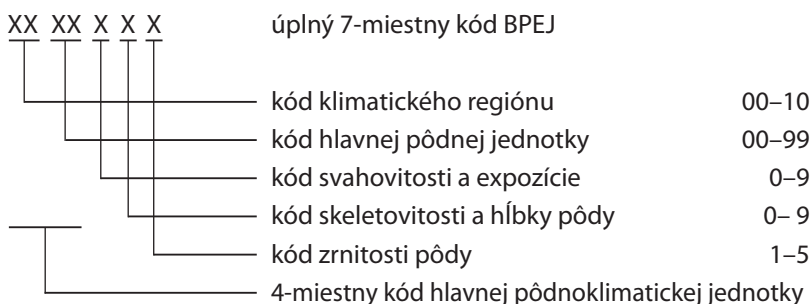 XX XX X X X úplný 7-miestny kód BPEJ
kód klimatického regiónu 00–10
kód hlavnej pôdnej jednotky 00–99
kód svahovitosti a expozície 0–9
kód skeletovitosti a hĺbky pôdy 0– 9
kód zrnitosti pôdy 1–5
4-miestny kód hlavnej pôdnoklimatickej jednotky